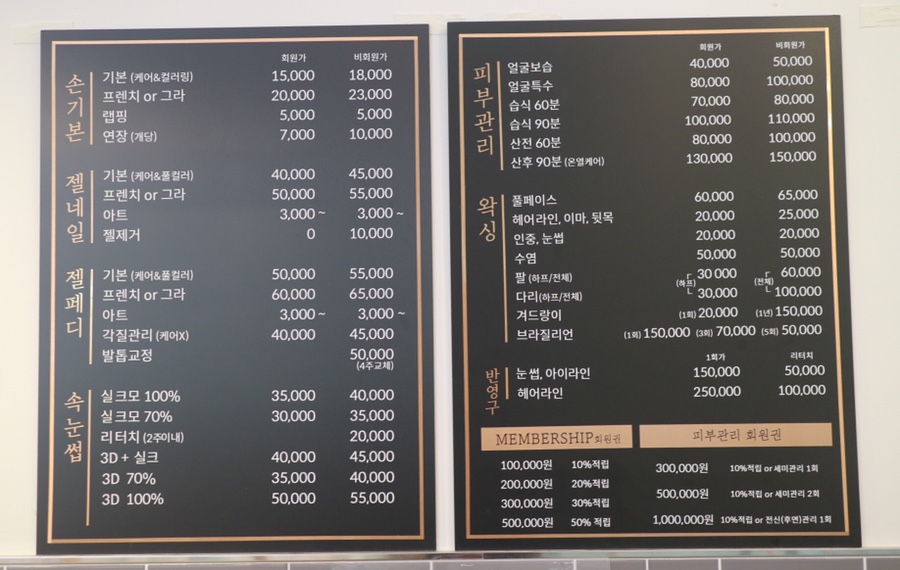 회원가 비회원가
손기본
기본 (케어&컬러링) 15,000 18,000
프렌치 or 그라 20,000 23,000
랩핑 5,000 5,000
연장 (개당) 7,000 10,000
젤네일
기본 (케어&풀컬러) 40,000 45,000
프렌치 or 그라 50,000 55,000
아트 3,000 ~ 3,000 ~
젤제거 0 10,000
젤페디
기본 (케어&풀컬러) 50,000 55,000
프렌치 or 그라 60,000 65,000
아트 3,000 ~ 3,000 ~
각질관리 (케어X) 40,000 45,000
발톱교정 50,000
(4주교체)
속눈썹
실크모 100% 35,000 40,000
실크모 70% 30,000 35,000
리터치 (2주이내) 20,000
3D + 실크 40,000 45,000
3D 70% 35,000 40,000
3D 100% 50,000 55,000
회원가 비회원가
피부관리
얼굴보습 40,000 50,000
얼굴특수 80,000 100,000
습식 60분 70,000 80,000
습식 90분 100,000 110,000
산전 60분 80,000 100,000
산후 90분 (온열케어) 130,000 150,000
왁싱
풀페이스 60,000 65,000
헤어라인, 이마, 뒷목 20,000 25,000
인중, 눈썹 20,000 20,000
수염 50,000 50,000
팔 (하프/전체) (하프) 30 000 (전체) 60,000
다리(하프/전체) 30,000 100,000
겨드랑이 (1회) 20,000 (1년) 150,000
브라질리언 (1회) 150,000 (3회) 70,000 (5회) 50,000
1회가 리터치
반영구
눈썹, 아이라인 150,000 50,000
헤어라인 250,000 100,000
MEMBERSHIP회원권
100,000원 10%적립
200,000원 20%적립
300,000원 30%적립
500,000원 50% 적립
피부관리 회원권
300,000원 10%적립 or 세미관리 1회
500,000원 10%적립 or 세미관리 2회
1,000,000원 10%적립 or 전신(후면)관리 1회